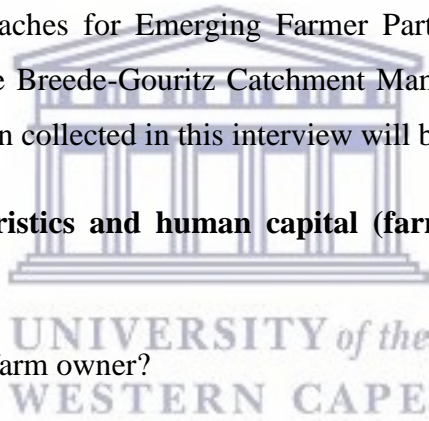 aches for Emerging Farmer Part
e Breede-Gouritz Catchment Man
n collected in this interview will b
ristics and human capital (farr
UNIVERSITY of the
farm owner?
WESTERN CAPE